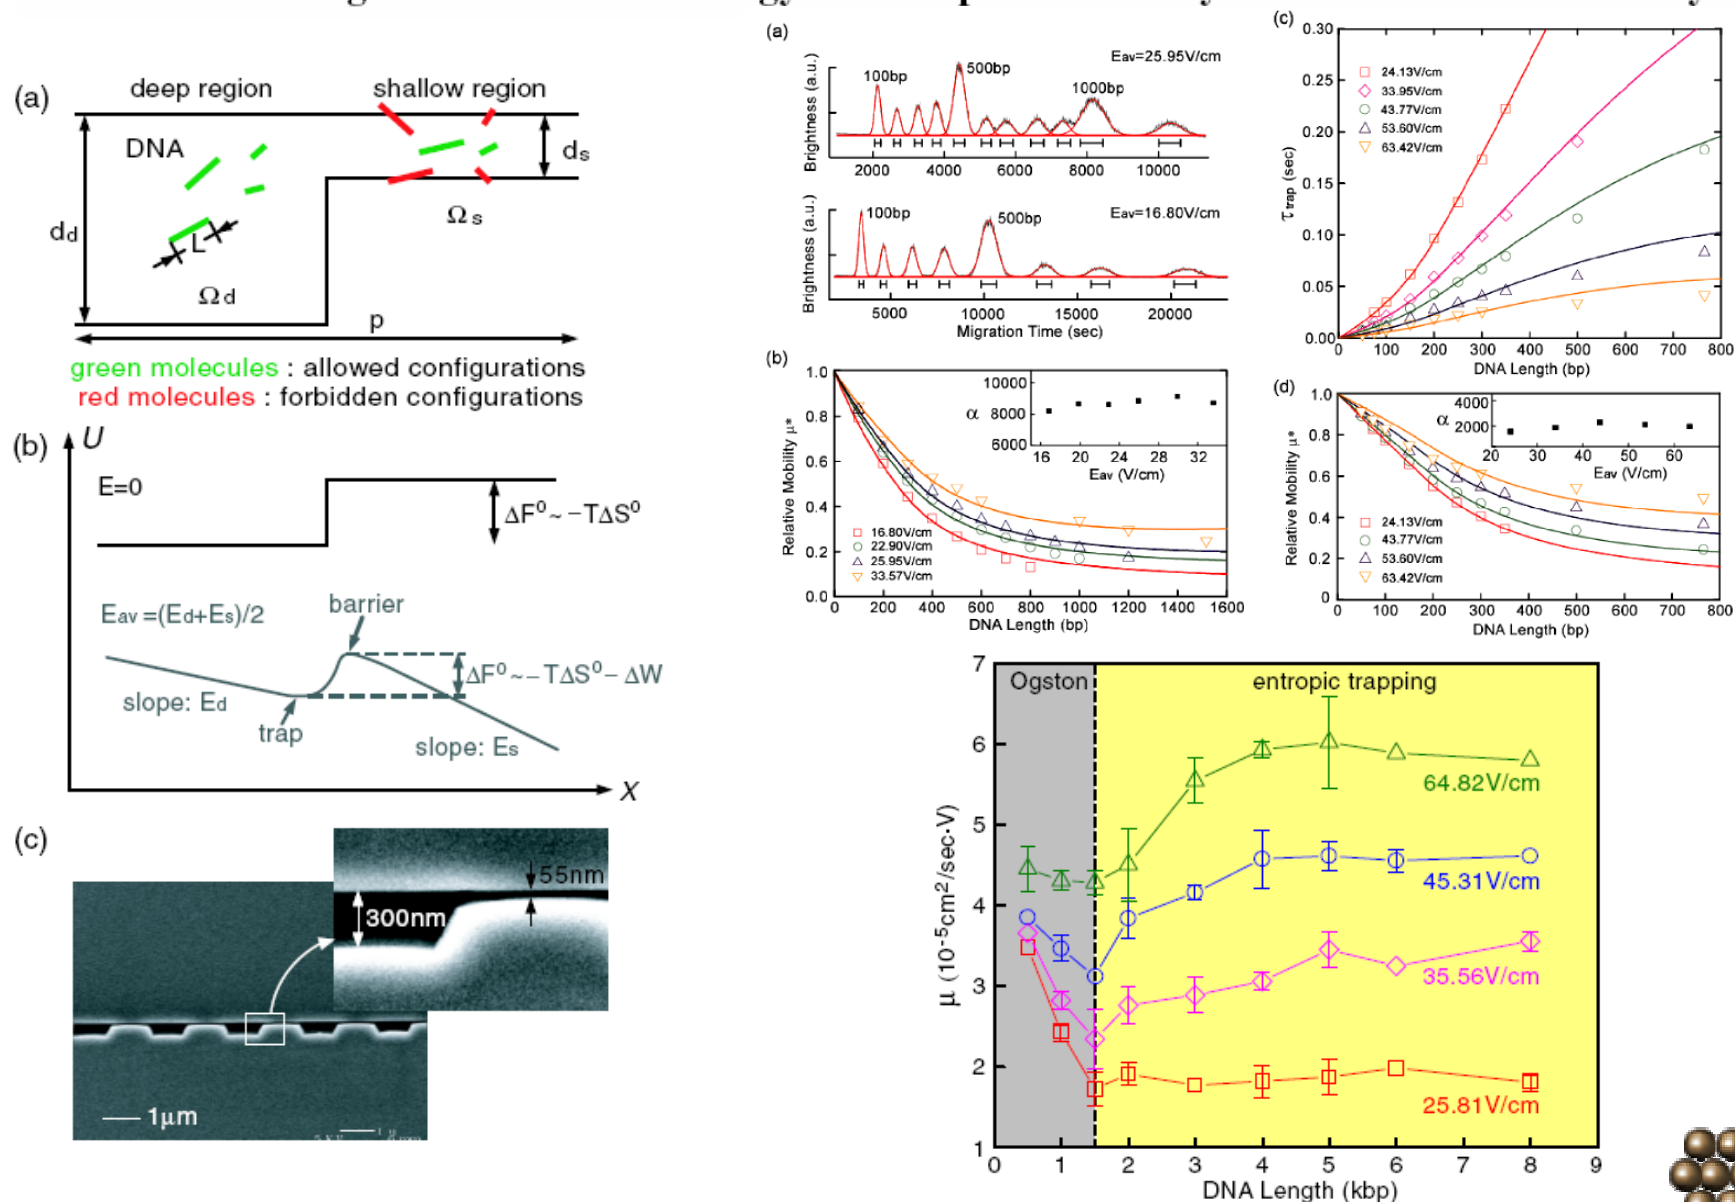 (a)
deep region
shallow region
DNA
ds
dd
L
Ωs
Ωd
p
green molecules : allowed configurations
red molecules : forbidden configurations
(b)
U
E=0
ΔF⁰ ~ −TΔS⁰
Eav =(Ed+Es)/2
barrier
ΔF⁰ ~ −TΔS⁰ − ΔW
slope: Ed
trap
slope: Es
X
(c)
55nm
300nm
1μm
(a)
Brightness (a.u.)
100bp
500bp
1000bp
Eav=25.95V/cm
2000 4000 6000 8000 10000
Brightness (a.u.)
100bp
500bp
Eav=16.80V/cm
5000 10000 15000 20000
Migration Time (sec)
(b)
Relative Mobility μ*
1.0
0.8
0.6
0.4
0.2
0.0
α
10000
8000
6000
16 20 24 28 32
Eav (V/cm)
16.80V/cm
22.90V/cm
25.95V/cm
33.57V/cm
0 200 400 600 800 1000 1200 1400 1600
DNA Length (bp)
(c)
τtrap (sec)
0.30
0.25
0.20
0.15
0.10
0.05
0.00
24.13V/cm
33.95V/cm
43.77V/cm
53.60V/cm
63.42V/cm
0 100 200 300 400 500 600 700 800
DNA Length (bp)
(d)
Relative Mobility μ*
1.0
0.8
0.6
0.4
0.2
0
α
4000
2000
20 30 40 50 60
Eav (V/cm)
24.13V/cm
43.77V/cm
53.60V/cm
63.42V/cm
0 100 200 300 400 500 600 700 800
DNA Length (bp)
Ogston
entropic trapping
μ (10⁻⁵cm²/sec·V)
7
6
5
4
3
2
1
64.82V/cm
45.31V/cm
35.56V/cm
25.81V/cm
0 1 2 3 4 5 6 7 8 9
DNA Length (kbp)